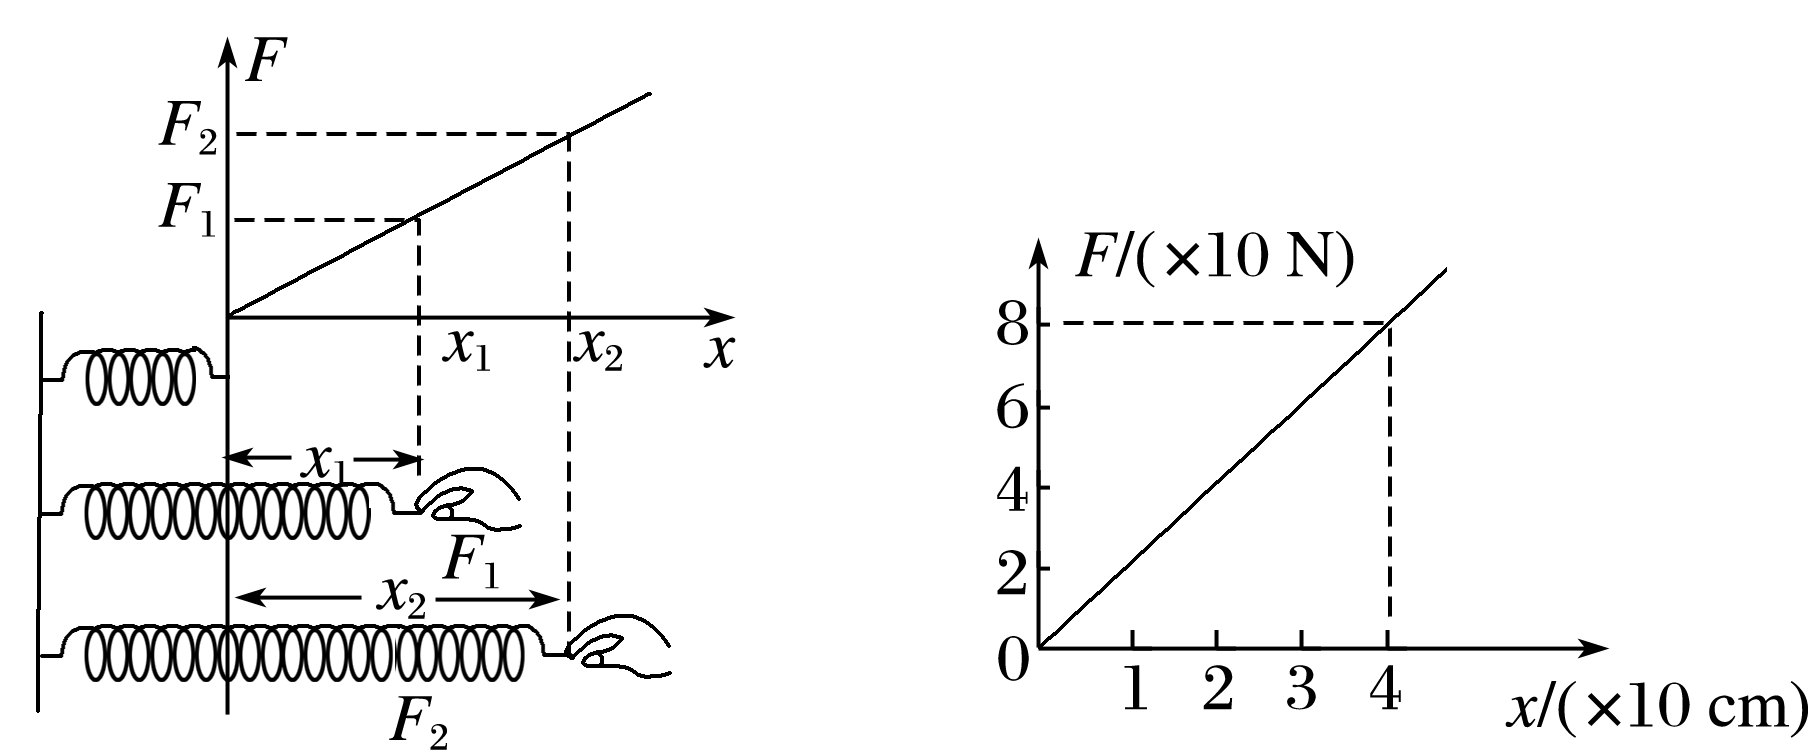 F
F₂
F₁
x₁
x₂
x
x₁
F₁
x₂
F₂
F/(×10 N)
8
6
4
2
0
1 2 3 4
x/(×10 cm)